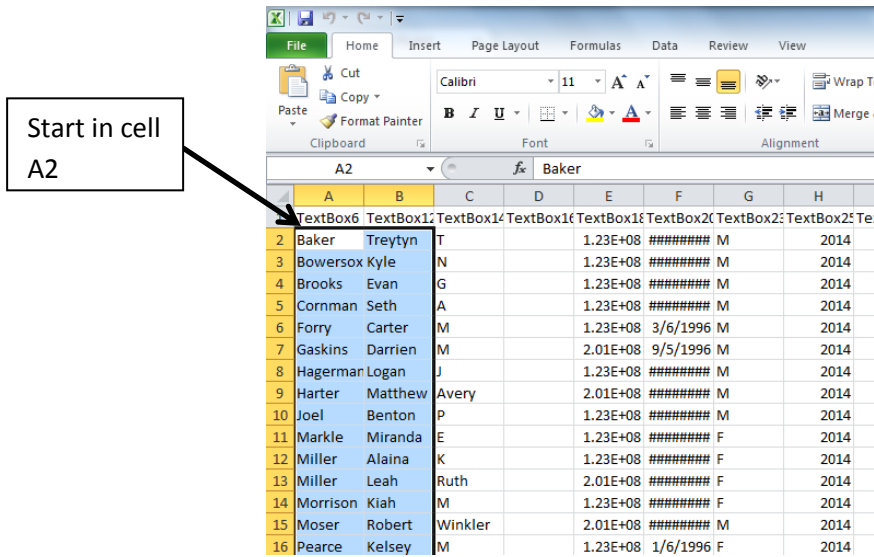 File Home Insert Page Layout Formulas Data Review View
Cut
Copy
Format Painter
Paste
Calibri 11 A A
B I U A
Wrap T
Merge
Clipboard Font Alignment
A2 fx Baker
Start in cell
A2
A B C D E F G H
TextBox6 TextBox12 TextBox14 TextBox16 TextBox18 TextBox20 TextBox23 TextBox25 Te
2 Baker Treytyn T 1.23E+08 ######## M 2014
3 Bowersox Kyle N 1.23E+08 ######## M 2014
4 Brooks Evan G 1.23E+08 ######## M 2014
5 Cornman Seth A 1.23E+08 ######## M 2014
6 Forry Carter M 1.23E+08 3/6/1996 M 2014
7 Gaskins Darrien M 2.01E+08 9/5/1996 M 2014
8 Hagerman Logan J 1.23E+08 ######## M 2014
9 Harter Matthew Avery 2.01E+08 ######## M 2014
10 Joel Benton P 1.23E+08 ######## M 2014
11 Markle Miranda E 1.23E+08 ######## F 2014
12 Miller Alaina K 1.23E+08 ######## F 2014
13 Miller Leah Ruth 2.01E+08 ######## F 2014
14 Morrison Kiah M 1.23E+08 ######## F 2014
15 Moser Robert Winkler 2.01E+08 ######## M 2014
16 Pearce Kelsey M 1.23E+08 1/6/1996 F 2014